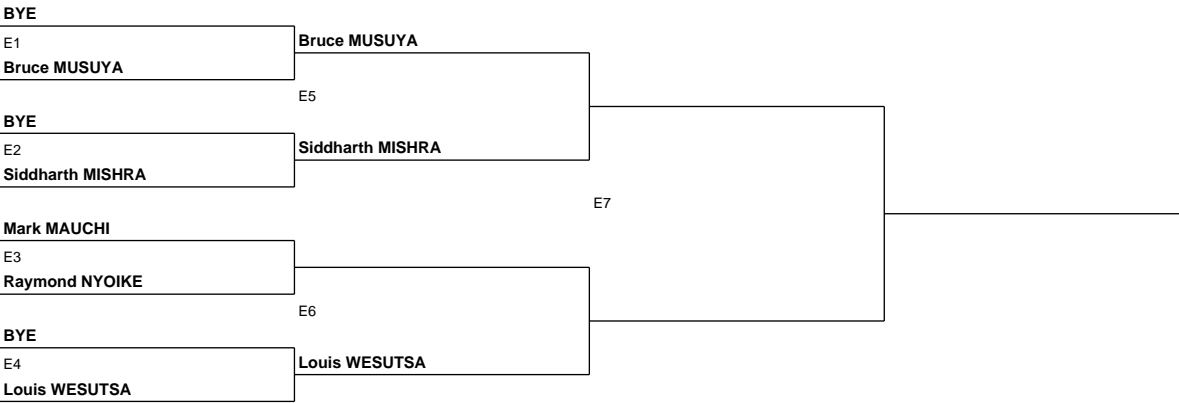 BYE
E1
Bruce MUSUYA
Bruce MUSUYA
E5
BYE
E2
Siddharth MISHRA
Siddharth MISHRA
E7
Mark MAUCHI
E3
Raymond NYOIKE
E6
BYE
E4
Louis WESUTSA
Louis WESUTSA